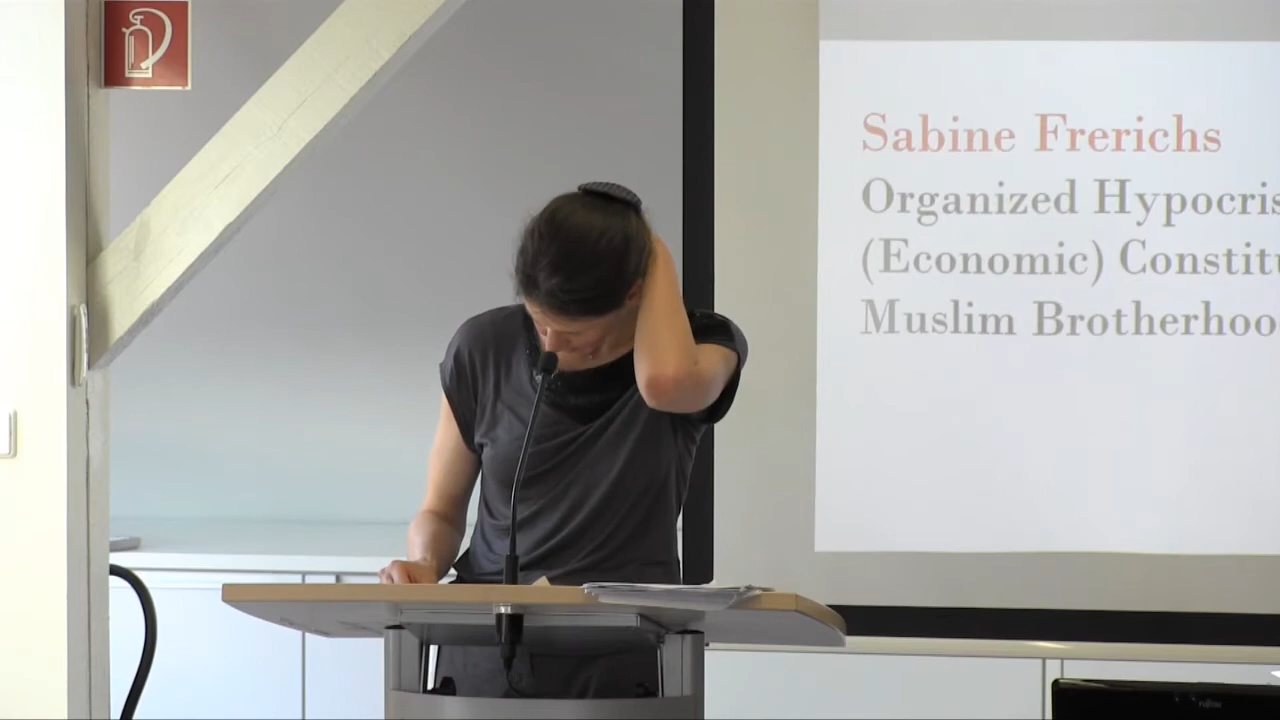 Sabine Frerichs
Organized Hypocris
(Economic) Constitu
Muslim Brotherhoo